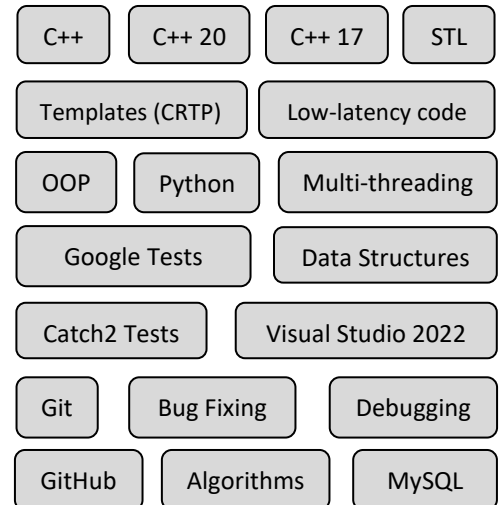 C++ C++ 20 C++ 17 STL
Templates (CRTP) Low-latency code
OOP Python Multi-threading
Google Tests Data Structures
Catch2 Tests Visual Studio 2022
Git Bug Fixing Debugging
GitHub Algorithms MySQL